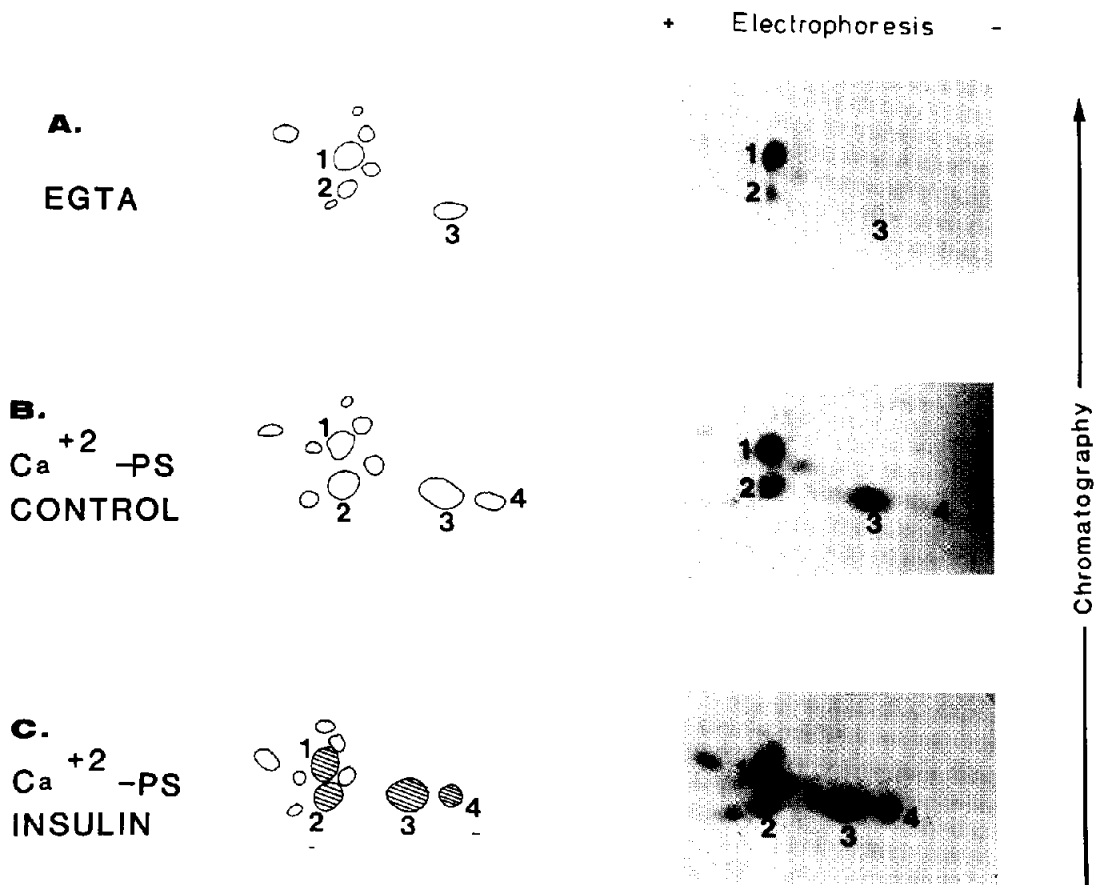 + Electrophoresis -
A.
EGTA
1
2
3
1
2
3
B.
Ca +2 -PS
CONTROL
1
2
3
4
1
2
3
4
C.
Ca +2 -PS
INSULIN
1
2
3
4
2
3
4
Chromatography